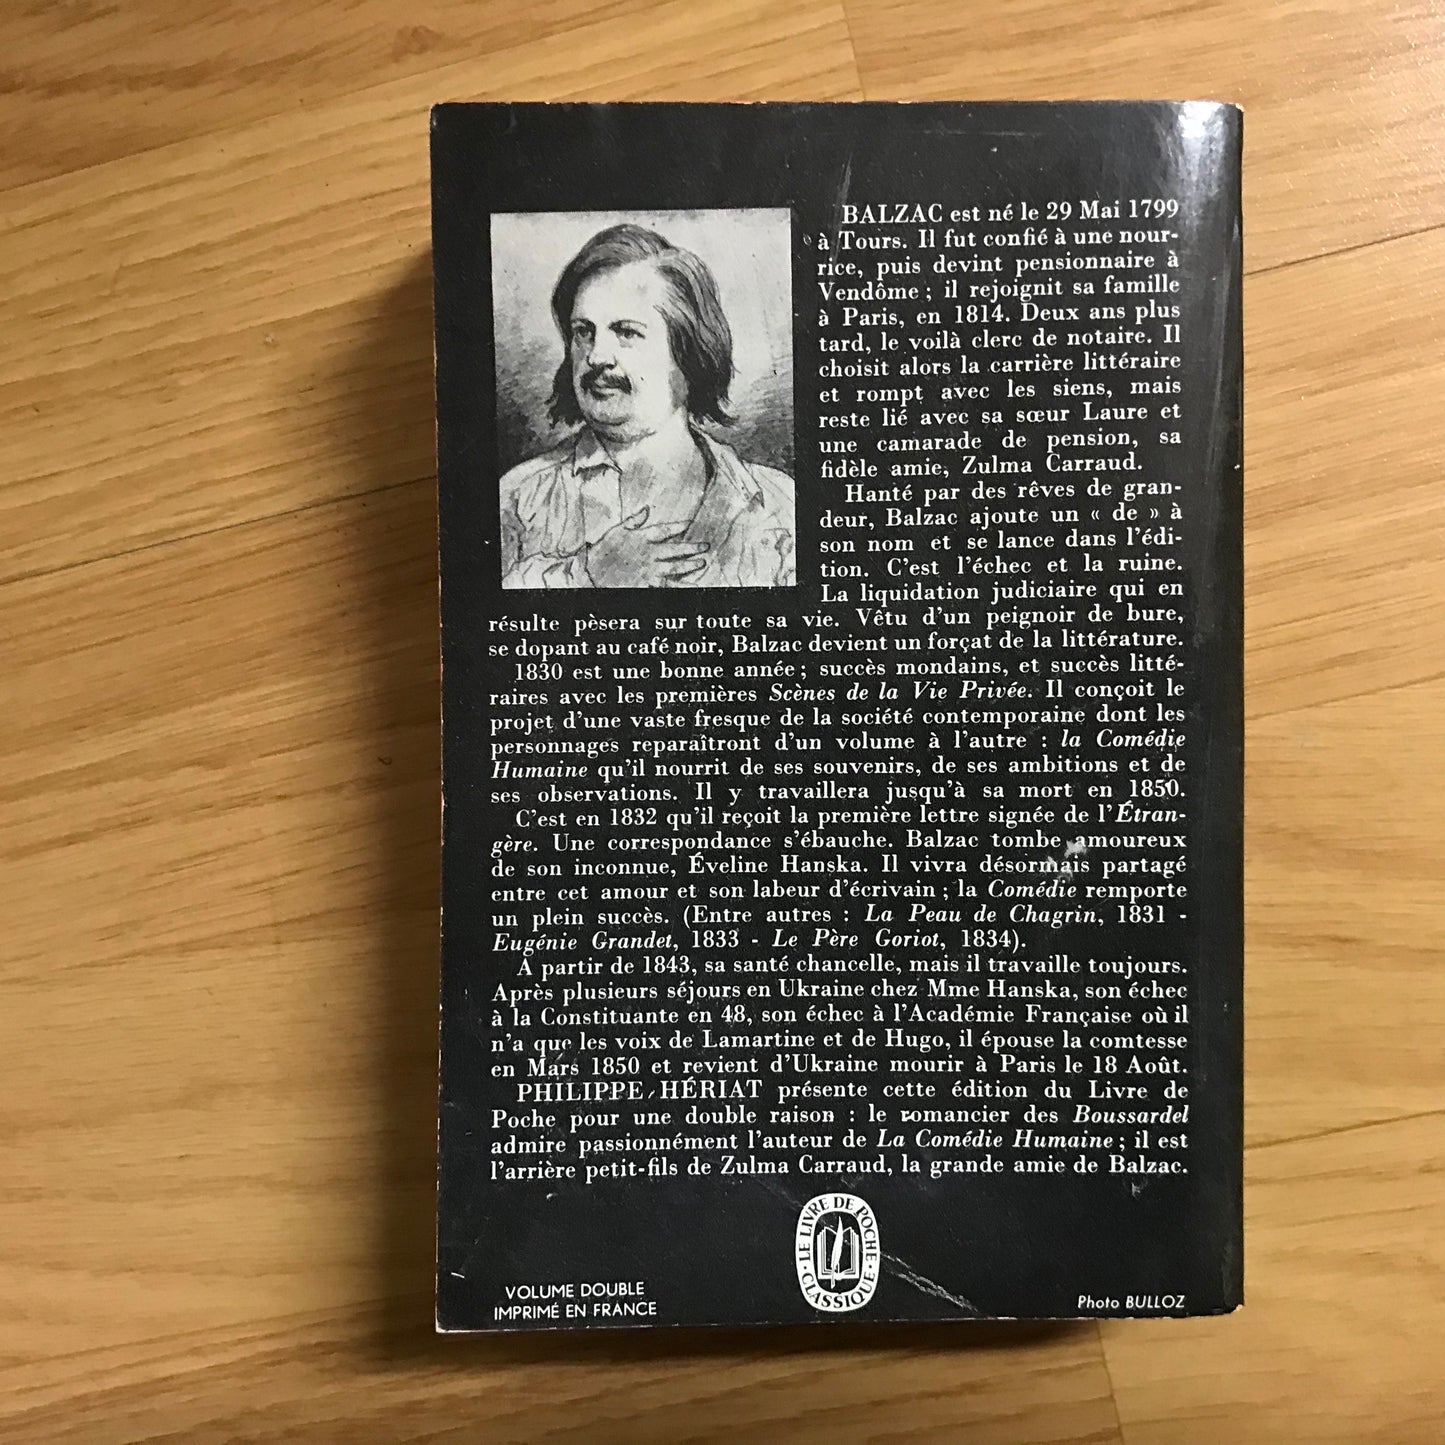 BALZAC est né le 29 Mai 1799
à Tours. Il fut confié à une nour-
rice, puis devint pensionnaire à
Vendôme ; il rejoignit sa famille
à Paris, en 1814. Deux ans plus
tard, le voilà clerc de notaire. Il
choisit alors la carrière littéraire
et rompt avec les siens, mais
reste lié avec sa sœur Laure et
une camarade de pension, sa
fidèle amie, Zulma Carraud.
Hanté par des rêves de gran-
deur, Balzac ajoute un « de » à
son nom et se lance dans l'édi-
tion. C'est l'échec et la ruine.
La liquidation judiciaire qui en
résulte pèsera sur toute sa vie. Vêtu d'un peignoir de bure,
se dopant au café noir, Balzac devient un forçat de la littérature.
1830 est une bonne année ; succès mondains, et succès litté-
raires avec les premières Scènes de la Vie Privée. Il conçoit le
projet d'une vaste fresque de la société contemporaine dont les
personnages reparaîtront d'un volume à l'autre : la Comédie
Humaine qu'il nourrit de ses souvenirs, de ses ambitions et de
ses observations. Il y travaillera jusqu'à sa mort en 1850.
C'est en 1832 qu'il reçoit la première lettre signée de l'Étran-
gère. Une correspondance s'ébauche. Balzac tombe amoureux
de son inconnue, Éveline Hanska. Il vivra désormais partagé
entre cet amour et son labeur d'écrivain ; la Comédie remporte
un plein succès. (Entre autres : La Peau de Chagrin, 1831 -
Eugénie Grandet, 1833 - Le Père Goriot, 1834).
A partir de 1843, sa santé chancelle, mais il travaille toujours.
Après plusieurs séjours en Ukraine chez Mme Hanska, son échec
à la Constituante en 48, son échec à l'Académie Française où il
n'a que les voix de Lamartine et de Hugo, il épouse la comtesse
en Mars 1850 et revient d'Ukraine mourir à Paris le 18 Août.
PHILIPPE HÉRIAT présente cette édition du Livre de
Poche pour une double raison : le romancier des Boussardel
admire passionnément l'auteur de La Comédie Humaine ; il est
l'arrière petit-fils de Zulma Carraud, la grande amie de Balzac.
LE LIVRE DE POCHE
CLASSIQUE
VOLUME DOUBLE
IMPRIMÉ EN FRANCE
Photo BULLOZ